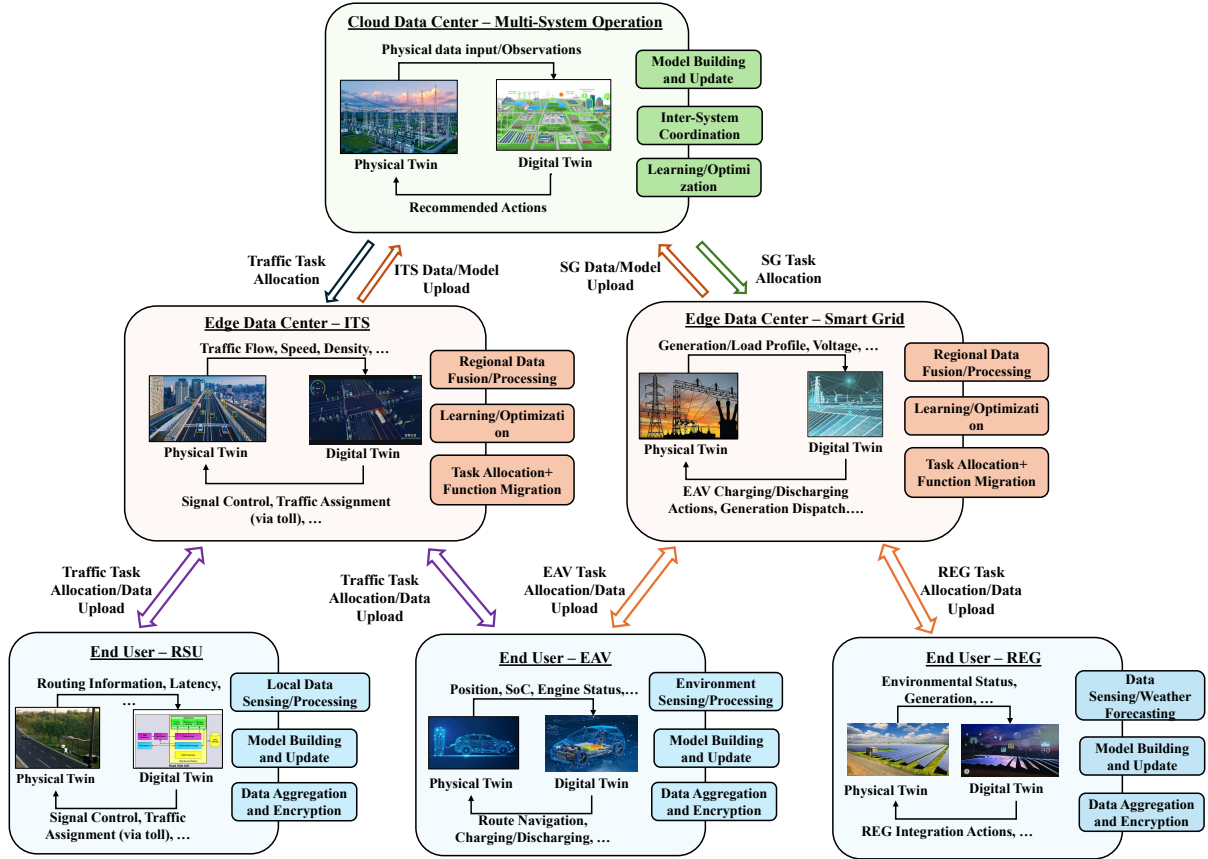 Cloud Data Center – Multi-System Operation
Physical data input/Observations
Physical Twin
Digital Twin
Recommended Actions
Model Building
and Update
Inter-System
Coordination
Learning/Optimi
zation
Traffic Task
Allocation
ITS Data/Model
Upload
SG Data/Model
Upload
SG Task
Allocation
Edge Data Center – ITS
Traffic Flow, Speed, Density, …
Physical Twin
Digital Twin
Signal Control, Traffic Assignment
(via toll), …
Regional Data
Fusion/Processing
Learning/Optimizati
on
Task Allocation+
Function Migration
Edge Data Center – Smart Grid
Generation/Load Profile, Voltage, …
Physical Twin
Digital Twin
EAV Charging/Discharging
Actions, Generation Dispatch….
Regional Data
Fusion/Processing
Learning/Optimizati
on
Task Allocation+
Function Migration
Traffic Task
Allocation/Data
Upload
Traffic Task
Allocation/Data
Upload
EAV Task
Allocation/Data
Upload
REG Task
Allocation/Data
Upload
End User – RSU
Routing Information, Latency,
…
Physical Twin
Digital Twin
Signal Control, Traffic
Assignment (via toll), …
Local Data
Sensing/Processing
Model Building
and Update
Data Aggregation
and Encryption
End User – EAV
Position, SoC, Engine Status,…
Physical Twin
Digital Twin
Route Navigation,
Charging/Discharging, …
Environment
Sensing/Processing
Model Building
and Update
Data Aggregation
and Encryption
End User – REG
Environmental Status,
Generation, …
Physical Twin
Digital Twin
REG Integration Actions, …
Data
Sensing/Weather
Forecasting
Model Building
and Update
Data Aggregation
and Encryption